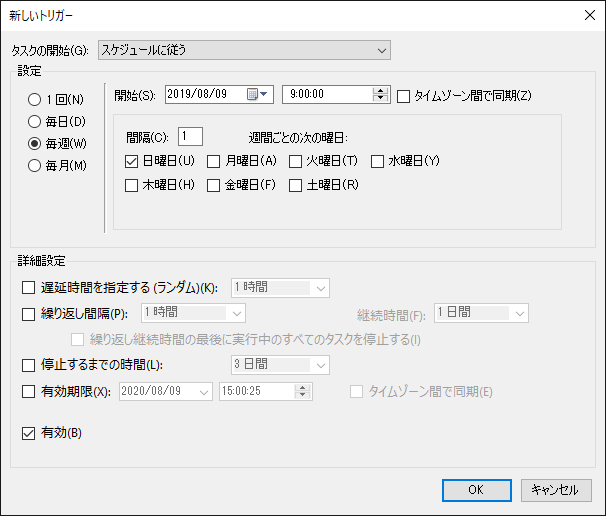 新しいトリガー
タスクの開始(G): スケジュールに従う
設定
1 回(N)
毎日(D)
毎週(W)
毎月(M)
開始(S): 2019/08/09 9:00:00 タイムゾーン間で同期(Z)
間隔(C): 1 週間ごとの次の曜日:
日曜日(U) 月曜日(A) 火曜日(T) 水曜日(Y)
木曜日(H) 金曜日(F) 土曜日(R)
詳細設定
遅延時間を指定する (ランダム)(K): 1 時間
繰り返し間隔(P): 1 時間 継続時間(F): 1 日間
繰り返し継続時間の最後に実行中のすべてのタスクを停止する(I)
停止するまでの時間(L): 3 日間
有効期限(X): 2020/08/09 15:00:25 タイムゾーン間で同期(E)
有効(B)
OK キャンセル